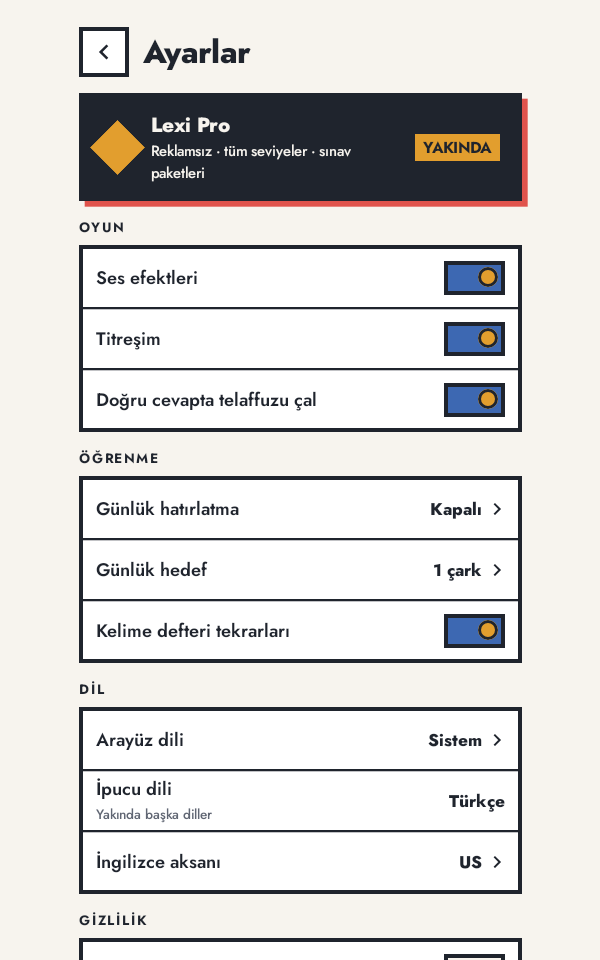 Ayarlar
Lexi Pro
Reklamsız · tüm seviyeler · sınav
paketleri
YAKINDA
OYUN
Ses efektleri
Titreşim
Doğru cevapta telaffuzu çal
ÖĞRENME
Günlük hatırlatma Kapalı
Günlük hedef 1 çark
Kelime defteri tekrarları
DİL
Arayüz dili Sistem
İpucu dili Türkçe
Yakında başka diller
İngilizce aksanı US
GİZLİLİK